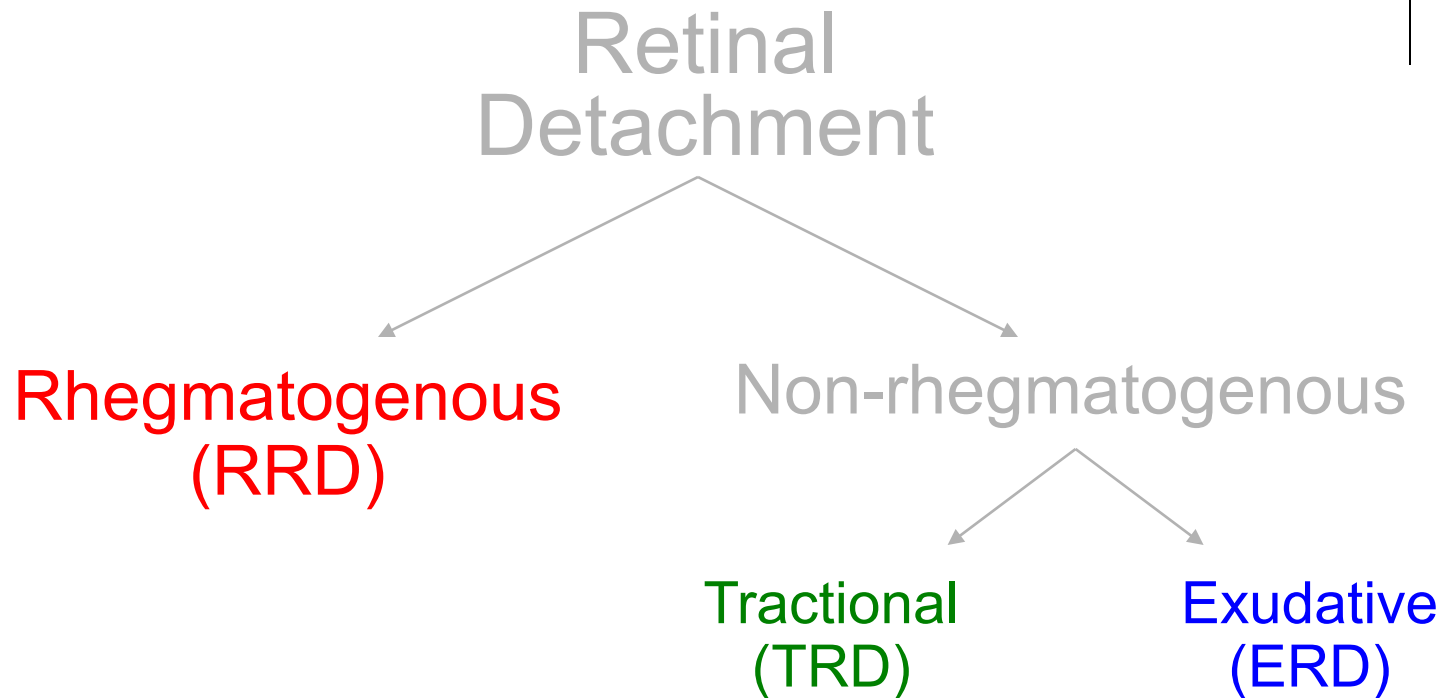 Retinal
Detachment
Rhegmatogenous
(RRD)
Non-rhegmatogenous
Tractional
(TRD)
Exudative
(ERD)